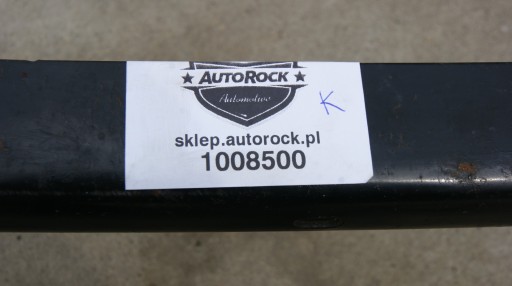 ★ AUTOROCK ★
Automotive
K
sklep.autorock.pl
1008500